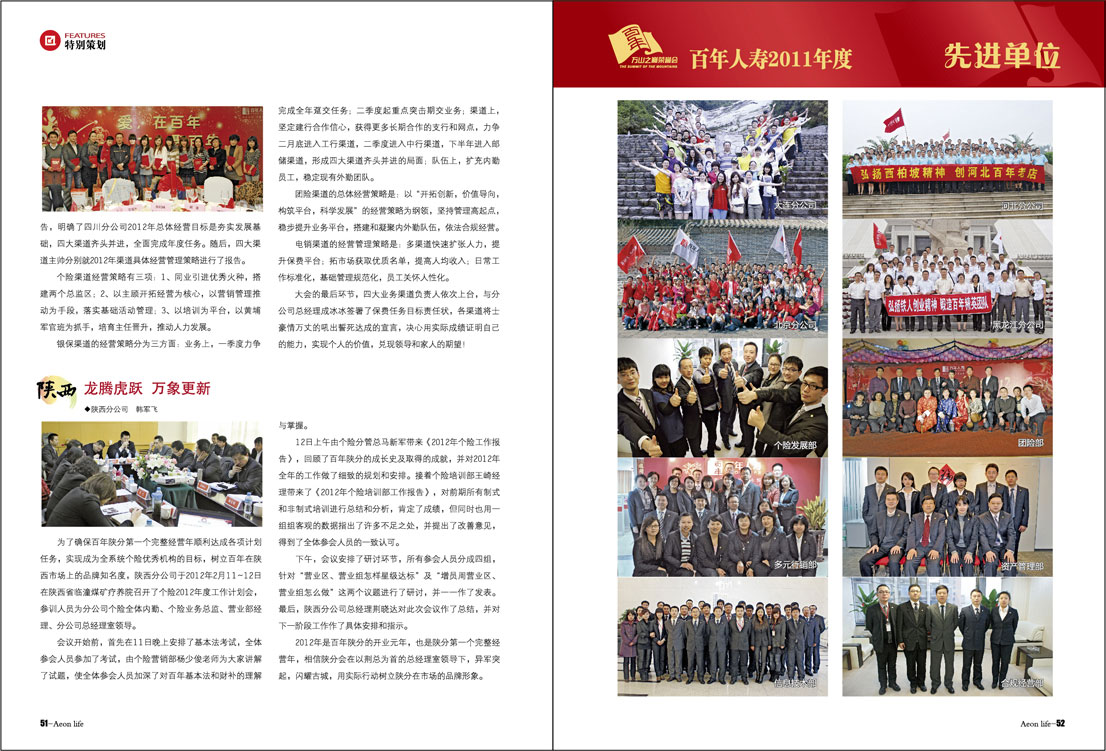 FEATURES
特别策划
爱 在百年
告，明确了四川分公司2012年总体经营目标是夯实发展基
础，四大渠道齐头并进，全面完成年度任务。随后，四大渠
道主帅分别就2012年渠道具体经营管理策略进行了报告。
个险渠道经营策略有三项：1、同业引进优秀火种，搭
建两个总监区；2、以主顾开拓经营为核心，以营销管理推
动为手段，落实基础活动管理；3、以培训为平台，以黄埔
军官班为抓手，培育主任晋升，推动人力发展。
银保渠道的经营策略分为三方面：业务上，一季度力争
完成全年趸交任务；二季度起重点突击期交业务；渠道上，
坚定建行合作信心，获得更多长期合作的支行和网点，力争
二月底进入工行渠道，二季度进入中行渠道，下半年进入邮
储渠道，形成四大渠道齐头并进的局面；队伍上，扩充内勤
员工，稳定现有外勤团队。
团险渠道的总体经营策略是：以“开拓创新，价值导向，
构筑平台，科学发展”的经营策略为纲领，坚持管理高起点，
稳步提升业务平台，搭建和凝聚内外勤队伍，依法合规经营。
电销渠道的经营管理策略是：多渠道快速扩张人力，提
升保费平台；拓市场获取优质名单，提高人均收入；日常工
作标准化，基础管理规范化，员工关怀人性化。
大会的最后环节，四大业务渠道负责人依次上台，与分
公司总经理成冰冰签署了保费任务目标责任状，各渠道将士
豪情万丈的吼出誓死达成的宣言，决心用实际成绩证明自己
的能力，实现个人的价值，兑现领导和家人的期望！
陕西 龙腾虎跃 万象更新
◆陕西分公司 韩军飞
为了确保百年陕分第一个完整经营年顺利达成各项计划
任务，实现成为全系统个险优秀机构的目标，树立百年在陕
西市场上的品牌知名度，陕西分公司于2012年2月11-12日
在陕西省临潼煤矿疗养院召开了个险2012年度工作计划会，
参训人员为分公司个险全体内勤、个险业务总监、营业部经
理、分公司总经理室领导。
会议开始前，首先在11日晚上安排了基本法考试，全体
参会人员参加了考试，由个险营销部杨少俊老师为大家讲解
了试题，使全体参会人员加深了对百年基本法和财补的理解
与掌握。
12日上午由个险分管总马新军带来《2012年个险工作报
告》，回顾了百年陕分的成长史及取得的成就，并对2012年
全年的工作做了细致的规划和安排。接着个险培训部王崎经
理带来了《2012年个险培训部工作报告》，对前期所有制式
和非制式培训进行总结和分析，肯定了成绩，但同时也用一
组组客观的数据指出了许多不足之处，并提出了改善意见，
得到了全体参会人员的一致认可。
下午，会议安排了研讨环节，所有参会人员分成四组，
针对“营业区、营业组怎样星级达标”及“增员周营业区、
营业组怎么做”这两个议题进行了研讨，并一一作了发表。
最后，陕西分公司总经理荆晓达对此次会议作了总结，并对
下一阶段工作作了具体安排和指示。
2012年是百年陕分的开业元年，也是陕分第一个完整经
营年，相信陕分会在以荆总为首的总经理室领导下，异军突
起，闪耀古城，用实际行动树立陕分在市场的品牌形象。
51-Aeon life
百年
万山之巅荣耀会
THE SUMMIT OF THE MOUNTAINS
百年人寿2011年度 先进单位
大连分公司
弘扬西柏坡精神 创河北百年老店
河北分公司
北京分公司
弘扬铁人创业精神 锻造百年精英团队
黑龙江分公司
个险发展部
团险部
多元行销部
资产管理部
信息技术部
合规经营部
Aeon life-52